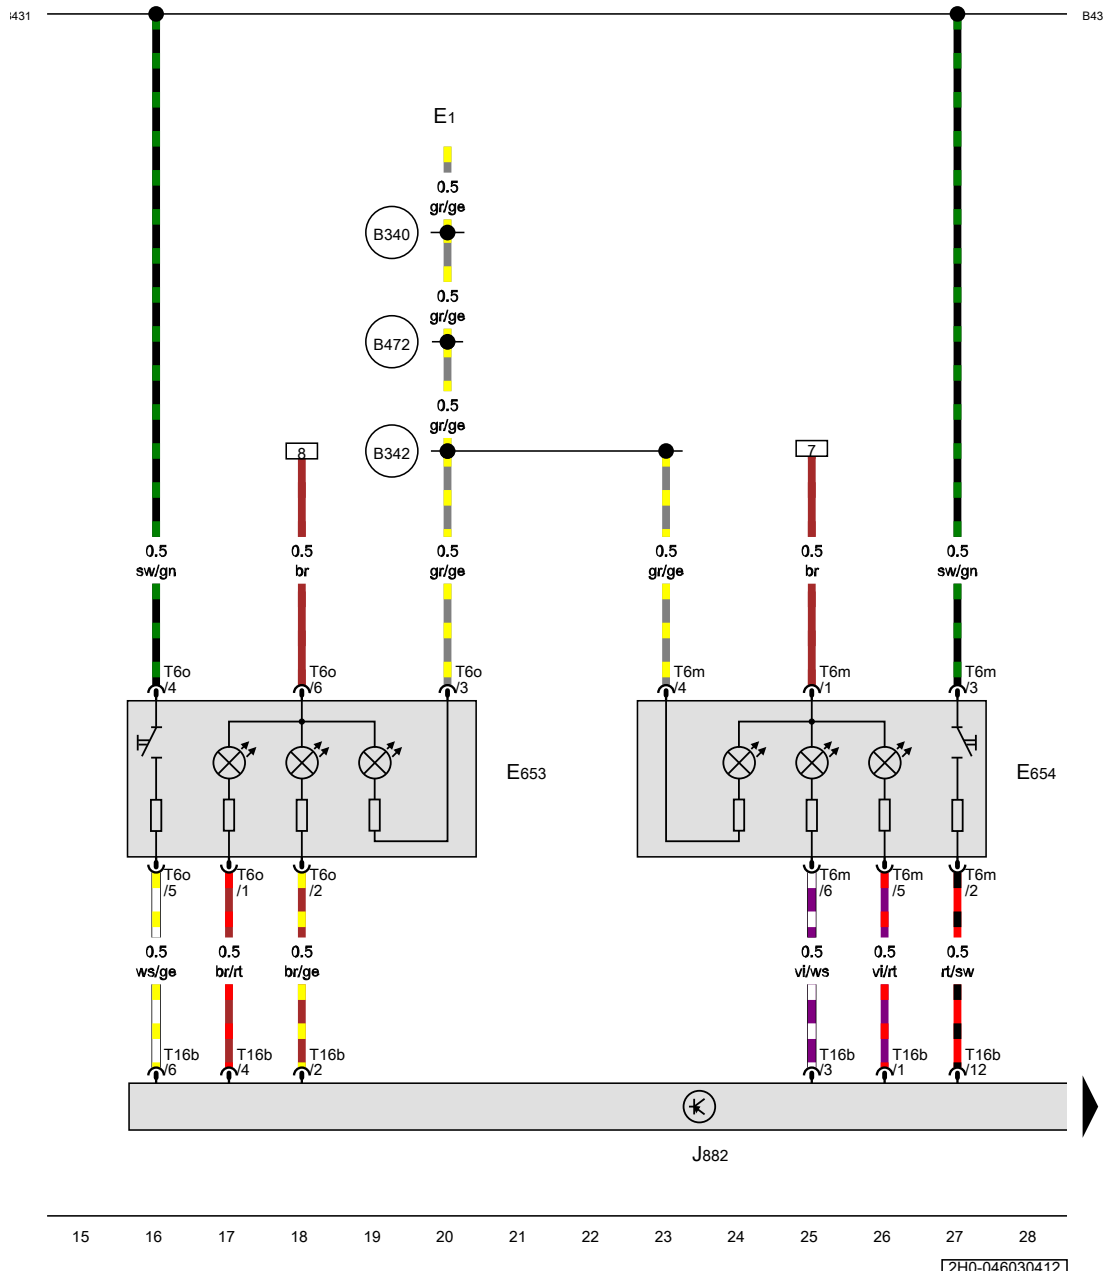 B431
B43
E1
0.5
gr/ge
B340
0.5
gr/ge
B472
0.5
gr/ge
B342
8
7
0.5
sw/gn
0.5
br
0.5
gr/ge
0.5
gr/ge
0.5
br
0.5
sw/gn
T6o
/4
T6o
/6
T6o
/3
T6m
/4
T6m
/1
T6m
/3
E653
E654
T6o
/5
T6o
/1
T6o
/2
T6m
/6
T6m
/5
T6m
/2
0.5
ws/ge
0.5
br/rt
0.5
br/ge
0.5
vi/ws
0.5
vi/rt
0.5
rt/sw
T16b
/6
T16b
/4
T16b
/2
T16b
/3
T16b
/1
T16b
/12
J882
15 16 17 18 19 20 21 22 23 24 25 26 27 28
2H0-046030412